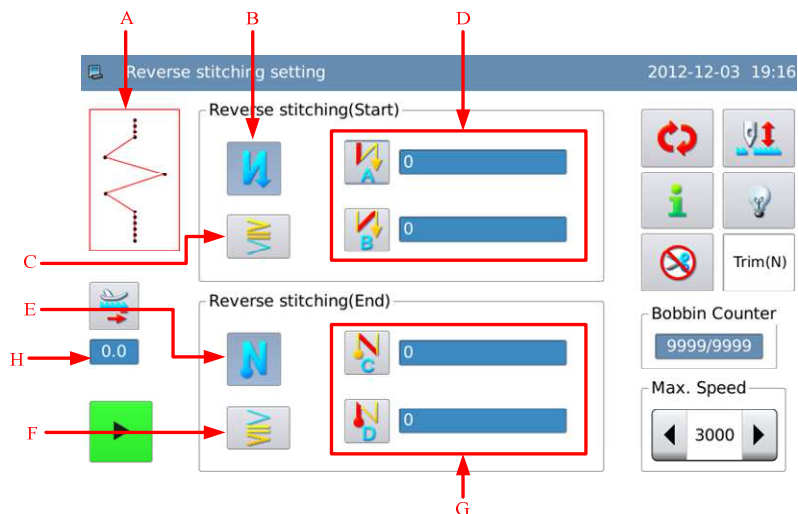 A B D
Reverse stitching setting 2012-12-03 19:16
Reverse stitching(Start)
A 0
B 0
C
Trim(N)
E
Reverse stitching(End)
Bobbin Counter
9999/9999
H 0.0
C 0
Max. Speed
F
D 0
3000
G